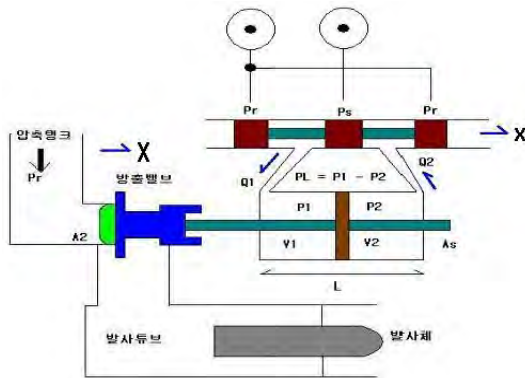 Pr Ps Pr
압축탱크
X
X
Pr
방출밸브
Q1
PL = P1 - P2
Q2
P1 P2
A2
V1 V2 As
L
발사튜브
발사체